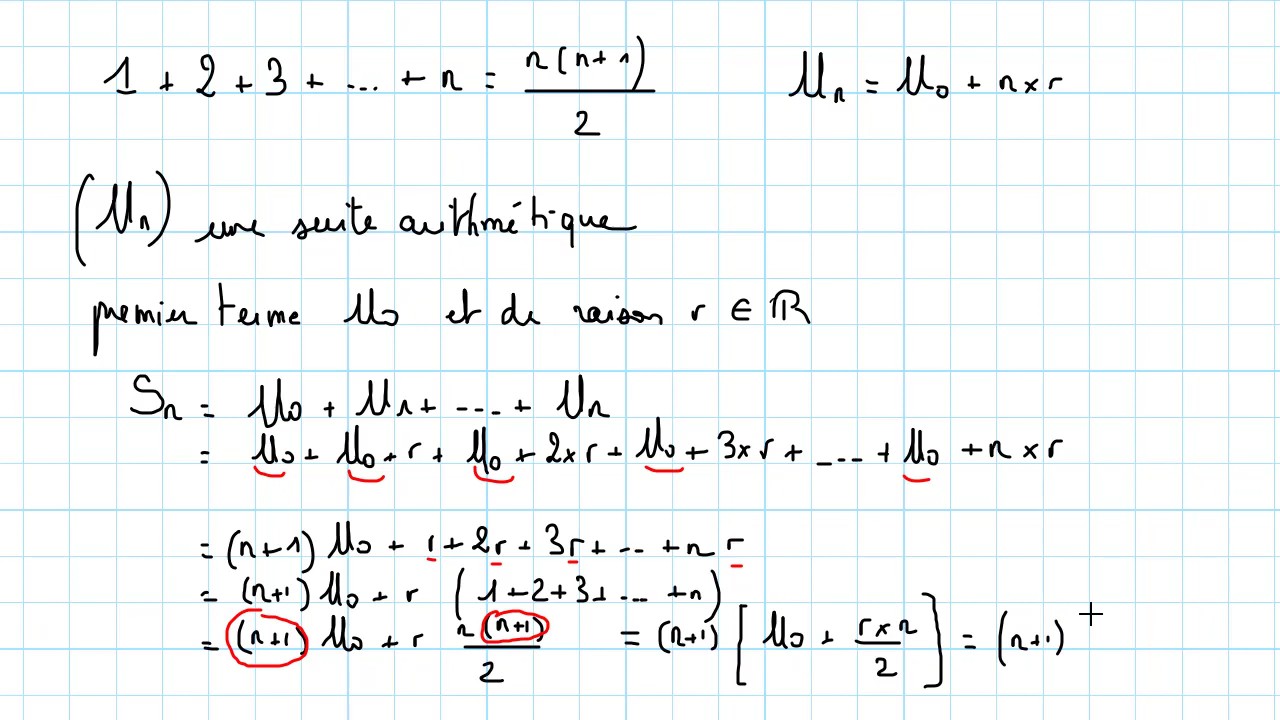 1 + 2 + 3 + ... + n = n(n+1)/2    Un = U0 + n×r
(Un) une suite arithmétique
premier terme U0 et de raison r ∈ ℝ
Sn = U0 + U1 + ... + Un
= U0 + U0 + r + U0 + 2×r + U0 + 3×r + ... + U0 + n×r
= (n+1) U0 + r + 2r + 3r + ... + n r
= (n+1) U0 + r (1+2+3+ ... +n)
= (n+1) U0 + r n(n+1)/2 = (n+1) [U0 + r×n/2] = (n+1)